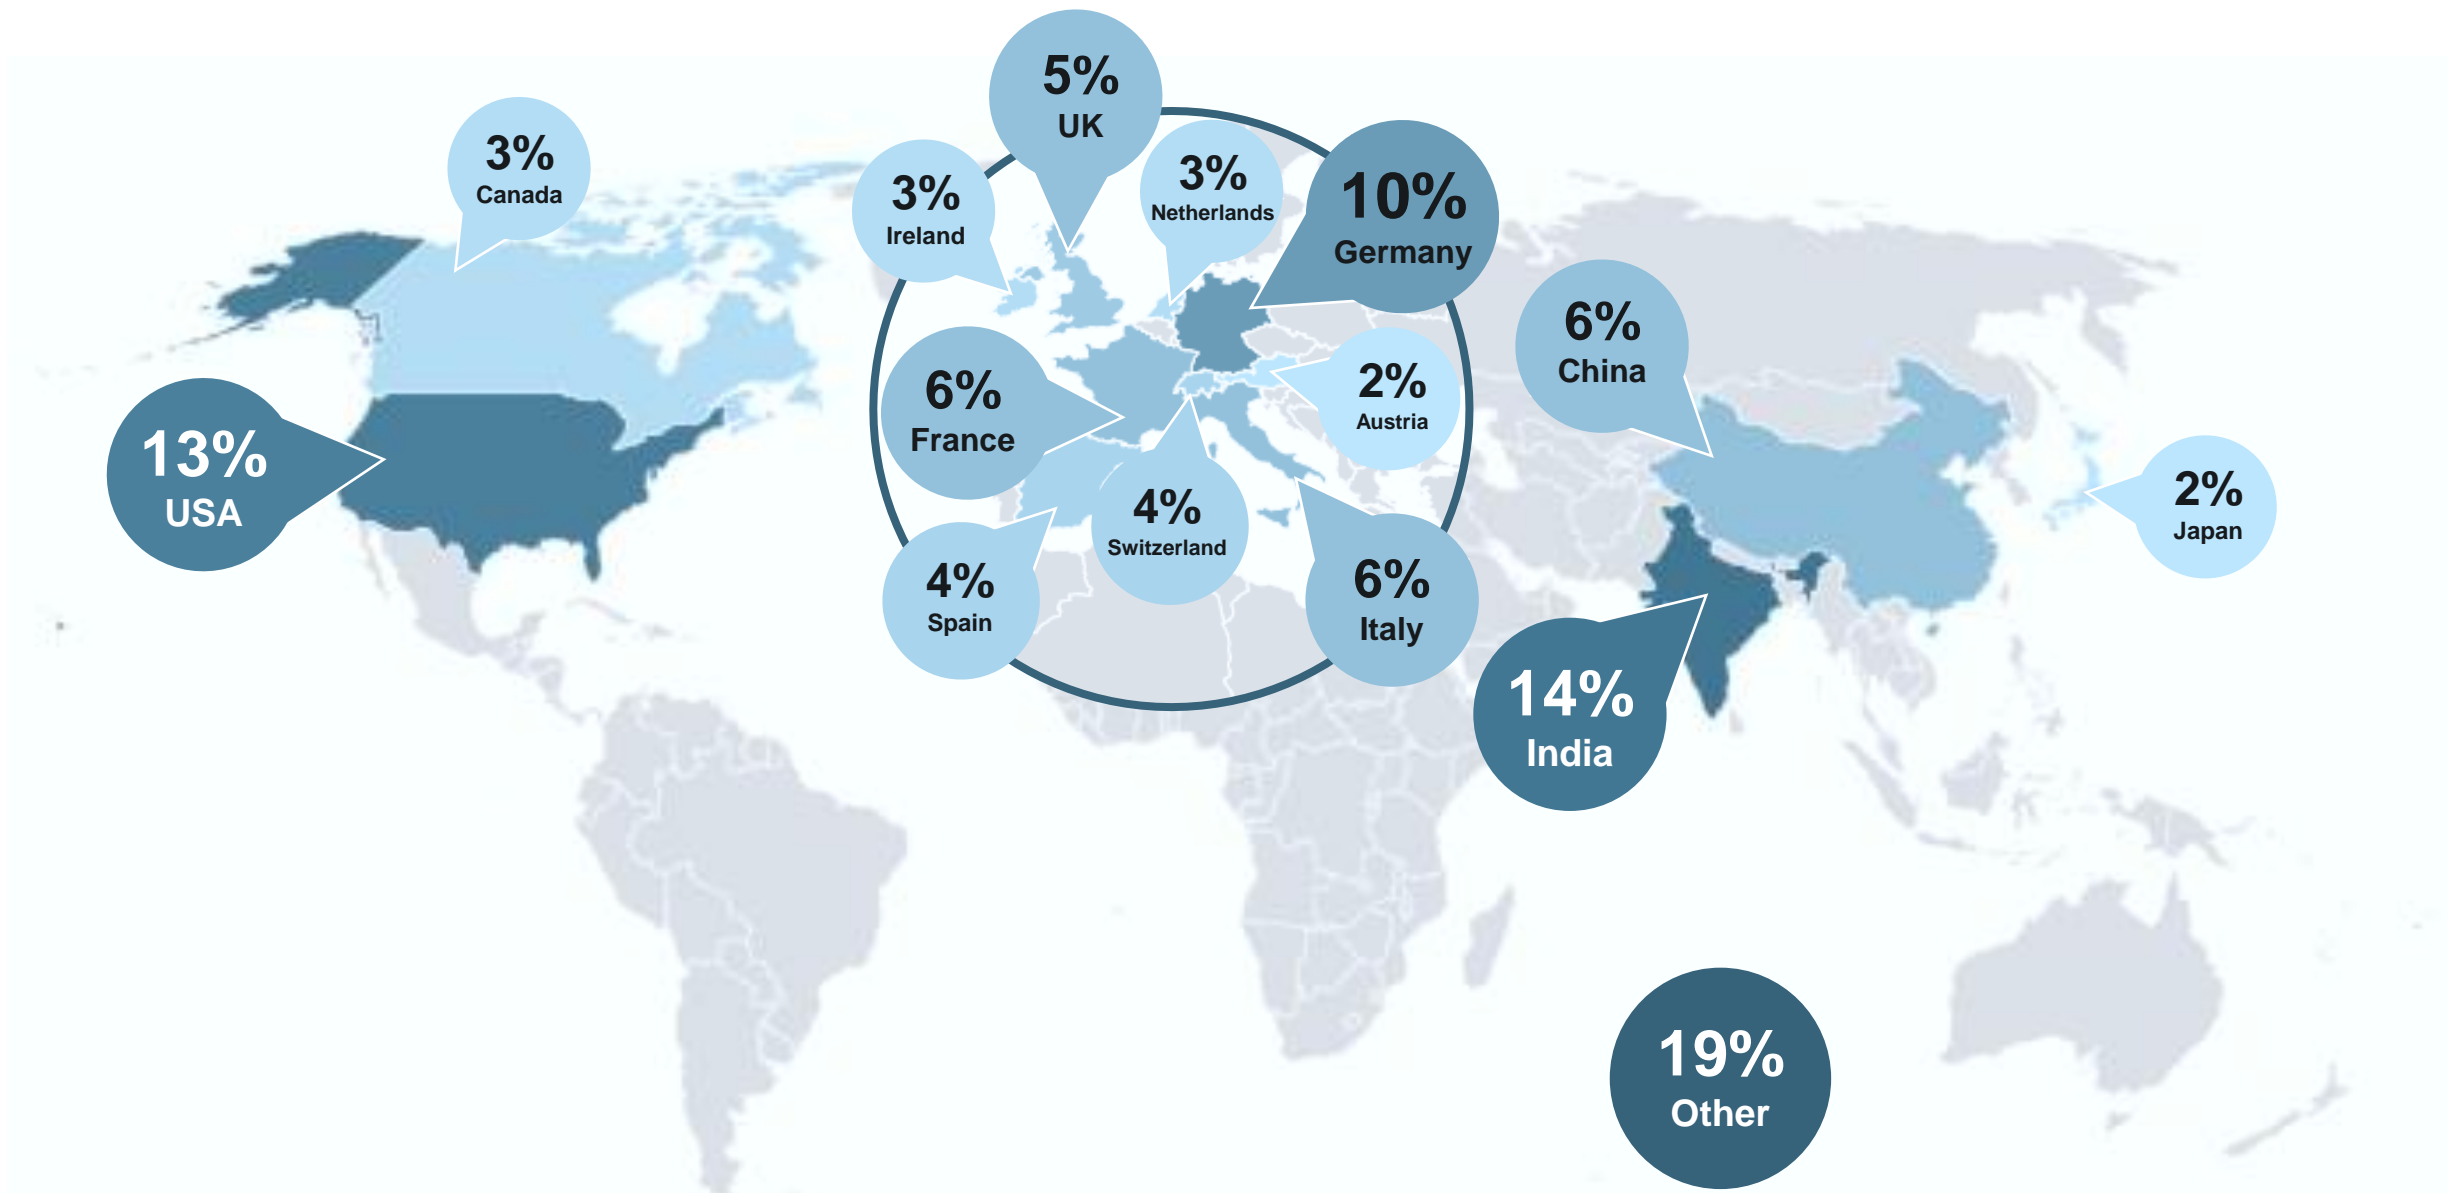 5%
UK
3%
Canada
3%
Ireland
3%
Netherlands
10%
Germany
6%
China
6%
France
2%
Austria
13%
USA
4%
Switzerland
2%
Japan
4%
Spain
6%
Italy
14%
India
19%
Other